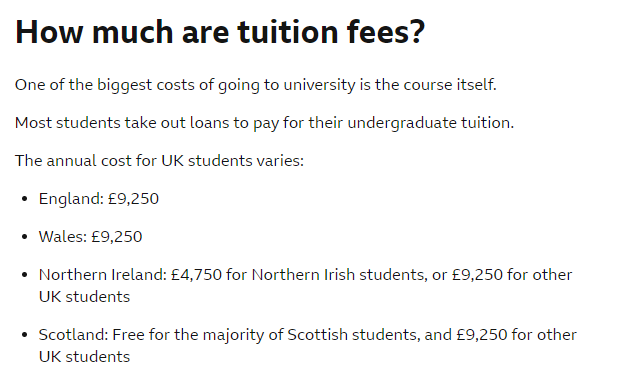 How much are tuition fees?
One of the biggest costs of going to university is the course itself.
Most students take out loans to pay for their undergraduate tuition.
The annual cost for UK students varies:
• England: £9,250
• Wales: £9,250
• Northern Ireland: £4,750 for Northern Irish students, or £9,250 for other
UK students
• Scotland: Free for the majority of Scottish students, and £9,250 for other
UK students